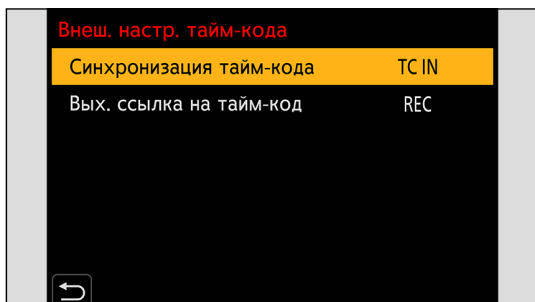 Внеш. настр. тайм-кода
Синхронизация тайм-кода TC IN
Вых. ссылка на тайм-код REC